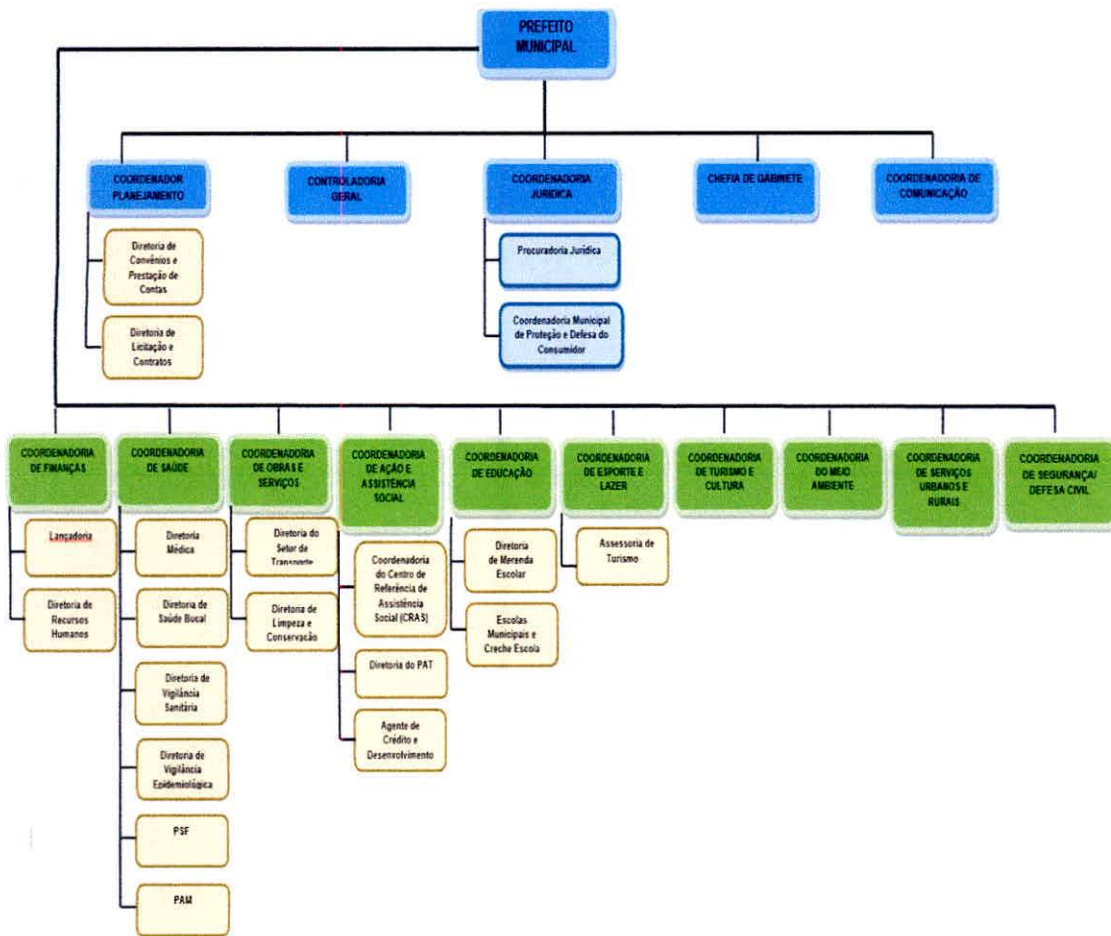 PREFEITO
MUNICIPAL
COORDENADOR
PLANEJAMENTO
CONTROLADORIA
GERAL
COORDENADORIA
JURIDICA
CHEFIA DE GABINETE
COORDENADORIA DE
COMUNICAÇÃO
Diretoria de
Convênios e
Prestação de
Contas
Diretoria de
Licitação e
Contratos
Procuradoria Juridica
Coordenadoria Municipal
de Proteção e Defesa do
Consumidor
COORDENADORIA
DE FINANÇAS
COORDENADORIA
DE SAÚDE
COORDENADORIA
DE OBRAS E
SERVIÇOS
COORDENADORIA
DE AÇÃO E
ASSISTÊNCIA
SOCIAL
COORDENADORIA
DE EDUCAÇÃO
COORDENADORIA
DE ESPORTE E
LAZER
COORDENADORIA
DE TURISMO E
CULTURA
COORDENADORIA
DO MEIO
AMBIENTE
COORDENADORIA
DE SERVIÇOS
URBANOS E
RURAIS
COORDENADORIA
DE SEGURANÇA/
DEFESA CIVIL
Lançadoria
Diretoria de
Recursos
Humanos
Diretoria
Médica
Diretoria de
Saúde Bucal
Diretoria de
Vigilância
Sanitária
Diretoria de
Vigilância
Epidemiológica
PSF
PAM
Diretoria do
Setor de
Transporte
Diretoria de
Limpeza e
Conservação
Coordenadoria
do Centro de
Referência de
Assistência
Social (CRAS)
Diretoria do PAT
Agente de
Crédito e
Desenvolvimento
Diretoria
de Merenda
Escolar
Escolas
Municipais e
Creche Escola
Assessoria de
Turismo